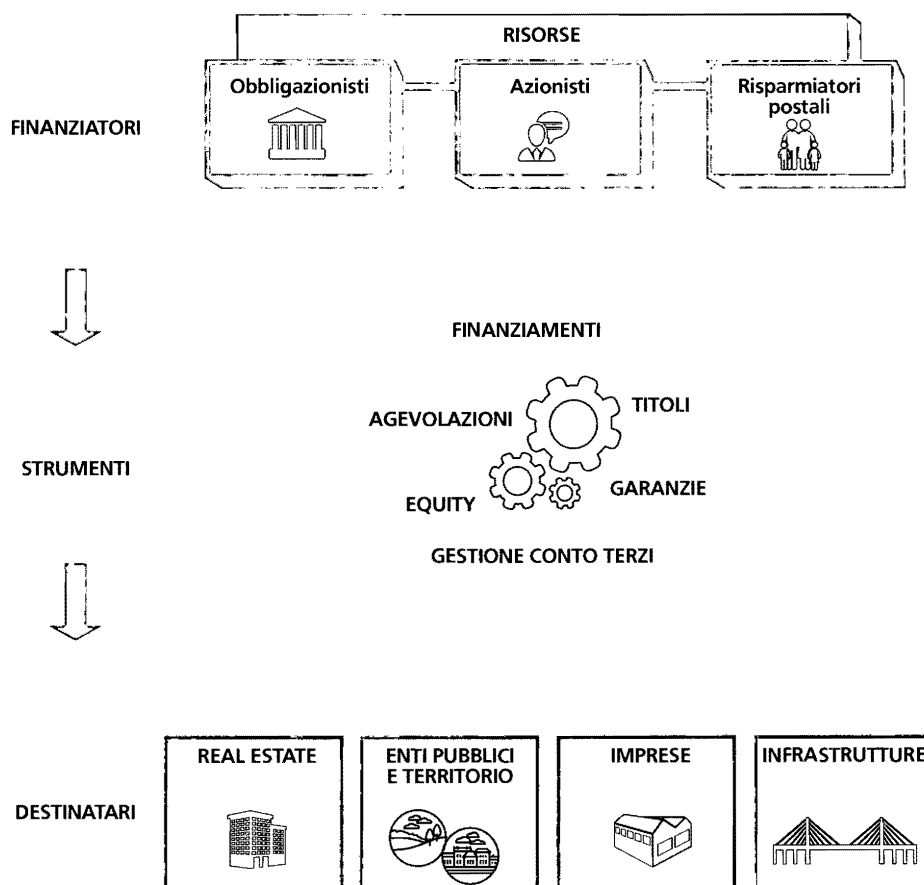 RISORSE
Obbligazionisti
Azionisti
Risparmiatori
postali
FINANZIATORI
FINANZIAMENTI
AGEVOLAZIONI
TITOLI
STRUMENTI
EQUITY
GARANZIE
GESTIONE CONTO TERZI
REAL ESTATE
ENTI PUBBLICI
E TERRITORIO
IMPRESE
INFRASTRUTTURE
DESTINATARI